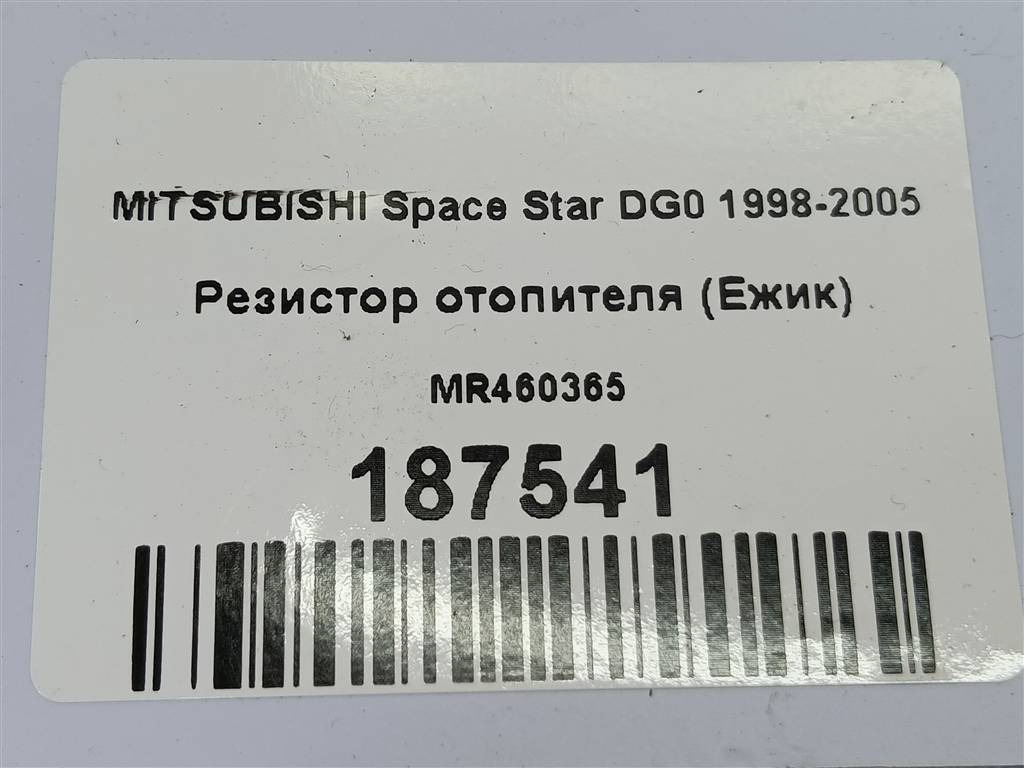 MITSUBISHI Space Star DG0 1998-2005
Резистор отопителя (Ежик)
MR460365
187541